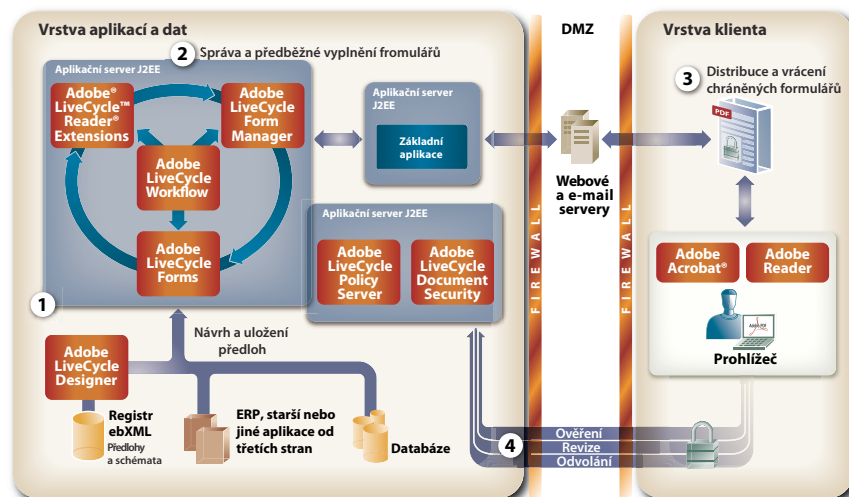 Vrstva aplikací a dat
DMZ
Vrstva klienta
2
Správa a předběžné vyplnění fromulářů
Aplikační server J2EE
Adobe®
LiveCycle™
Reader®
Extensions
Adobe
LiveCycle
Form
Manager
Adobe
LiveCycle
Workflow
Adobe
LiveCycle
Forms
Aplikační server
J2EE
Základní
aplikace
Aplikační server J2EE
Adobe
LiveCycle
Policy
Server
Adobe
LiveCycle
Document
Security
FIREWALL
Webové
a e-mail
servery
FIREWALL
3
Distribuce a vrácení
chráněných formulářů
PDF
Adobe
Acrobat®
Adobe
Reader
Adobe PDF
Prohlížeč
1
Návrh a uložení
předloh
Adobe
LiveCycle
Designer
Registr
ebXML
Předlohy
a schémata
ERP, starší nebo
jiné aplikace od
třetích stran
Databáze
4
Ověření
Revize
Odvolání